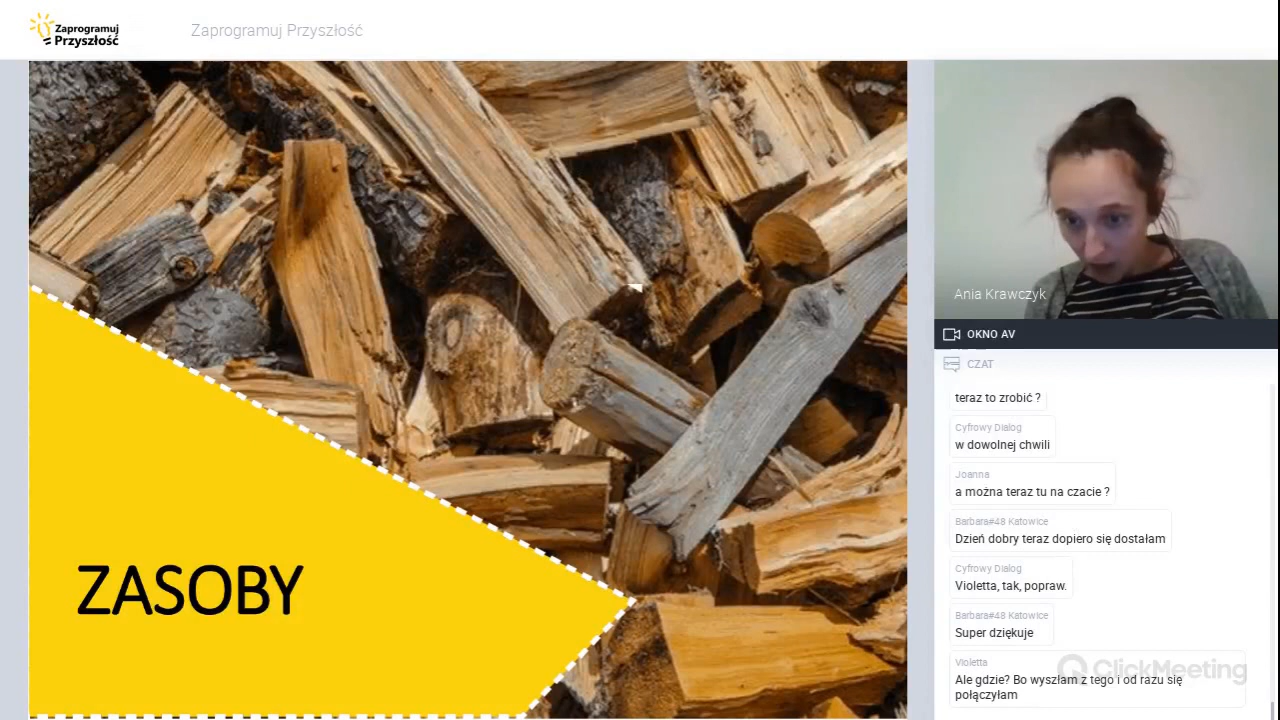 Zaprogramuj
Przyszłość
Zaprogramuj Przyszłość
ZASOBY
Ania Krawczyk
OKNO AV
CZAT
teraz to zrobić ?
Cyfrowy Dialog
w dowolnej chwili
Joanna
a można teraz tu na czacie ?
Barbara#48 Katowice
Dzień dobry teraz dopiero się dostałam
Cyfrowy Dialog
Violetta, tak, popraw.
Barbara#48 Katowice
Super dziękuje
Violetta
Ale gdzie? Bo wyszłam z tego i od razu się
połączyłam
ClickMeeting